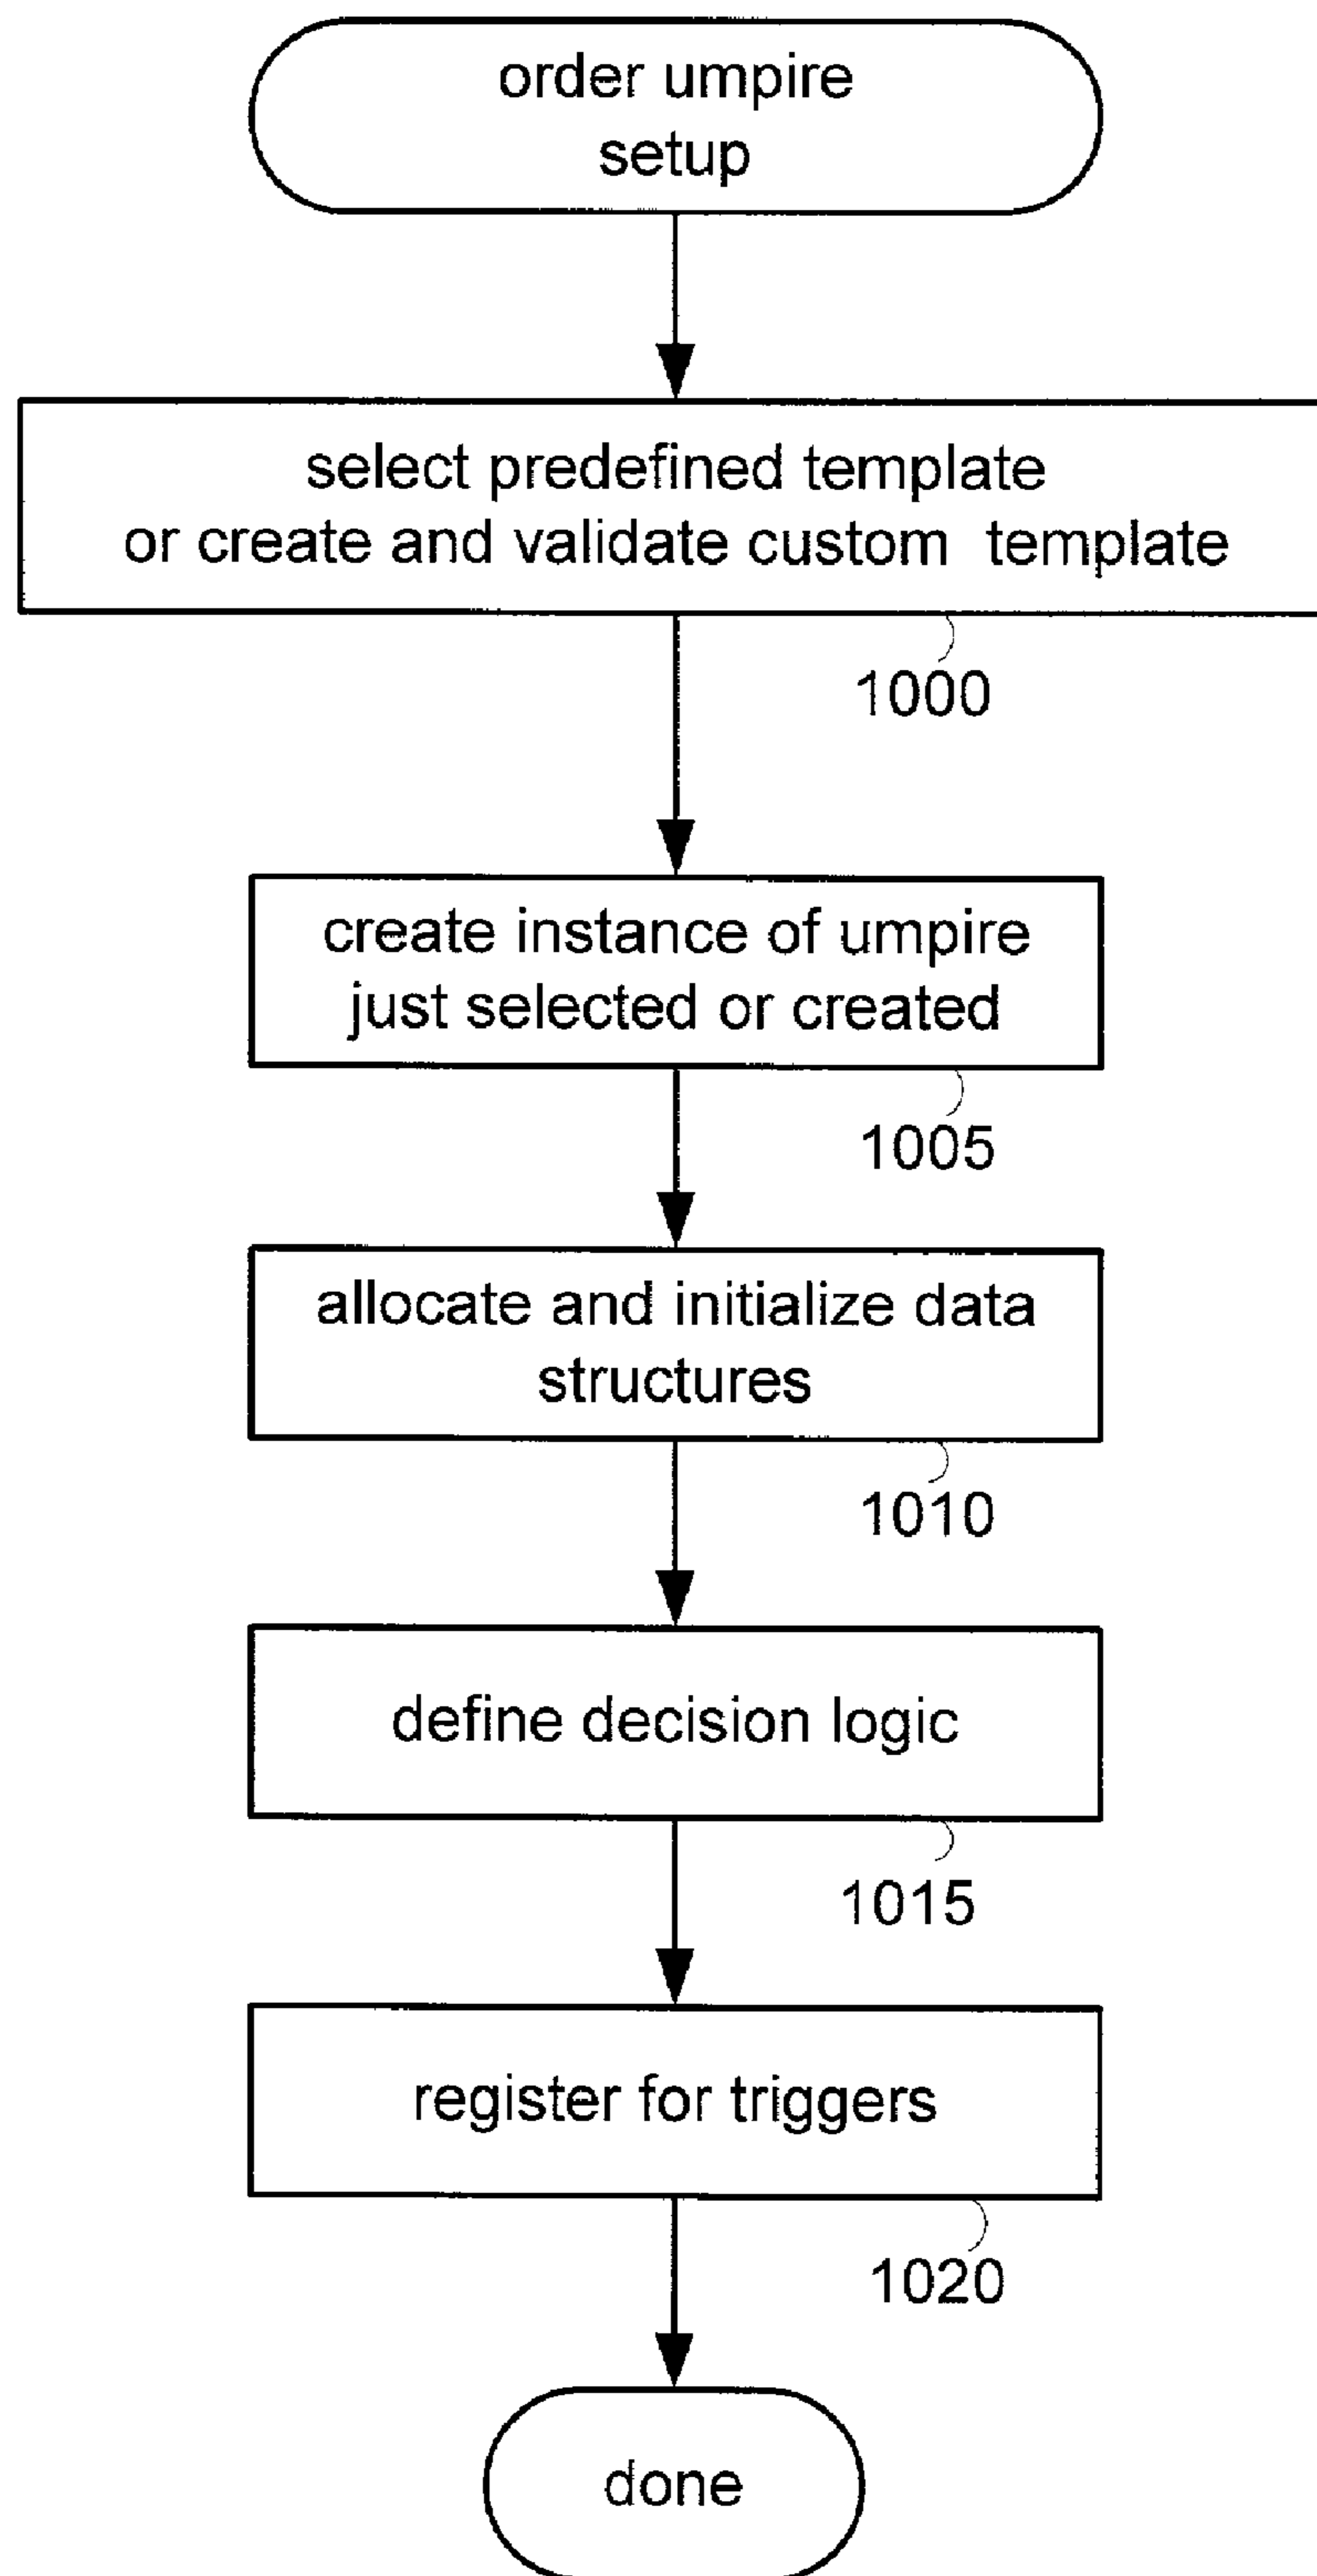 order umpire
setup
select predefined template
or create and validate custom template
1000
create instance of umpire
just selected or created
1005
allocate and initialize data
structures
1010
define decision logic
1015
register for triggers
1020
done